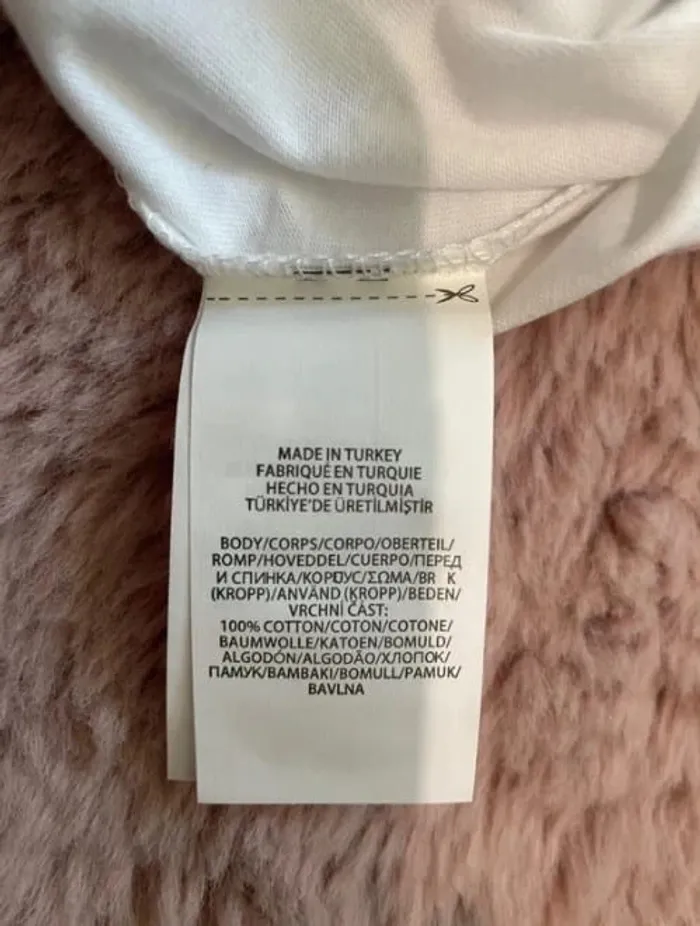 MADE IN TURKEY
FABRIQUÉ EN TURQUIE
HECHO EN TURQUIA
TÜRKİYE'DE ÜRETİLMİŞTİR
BODY/CORPS/CORPO/OBERTEIL/
ROMP/HOVEDDEL/CUERPO/ПЕРЕД
И СПИНКА/КОРПУС/ΣΩΜΑ/BR K
(KROPP)/ANVÄND (KROPP)/BEDEN/
VRCHNÍ ČÁST:
100% COTTON/COTON/COTONE/
BAUMWOLLE/KATOEN/BOMULD/
ALGODÓN/ALGODÃO/ХЛОПОК/
ПАМУК/BAMBAKI/BOMULL/PAMUK/
BAVLNA